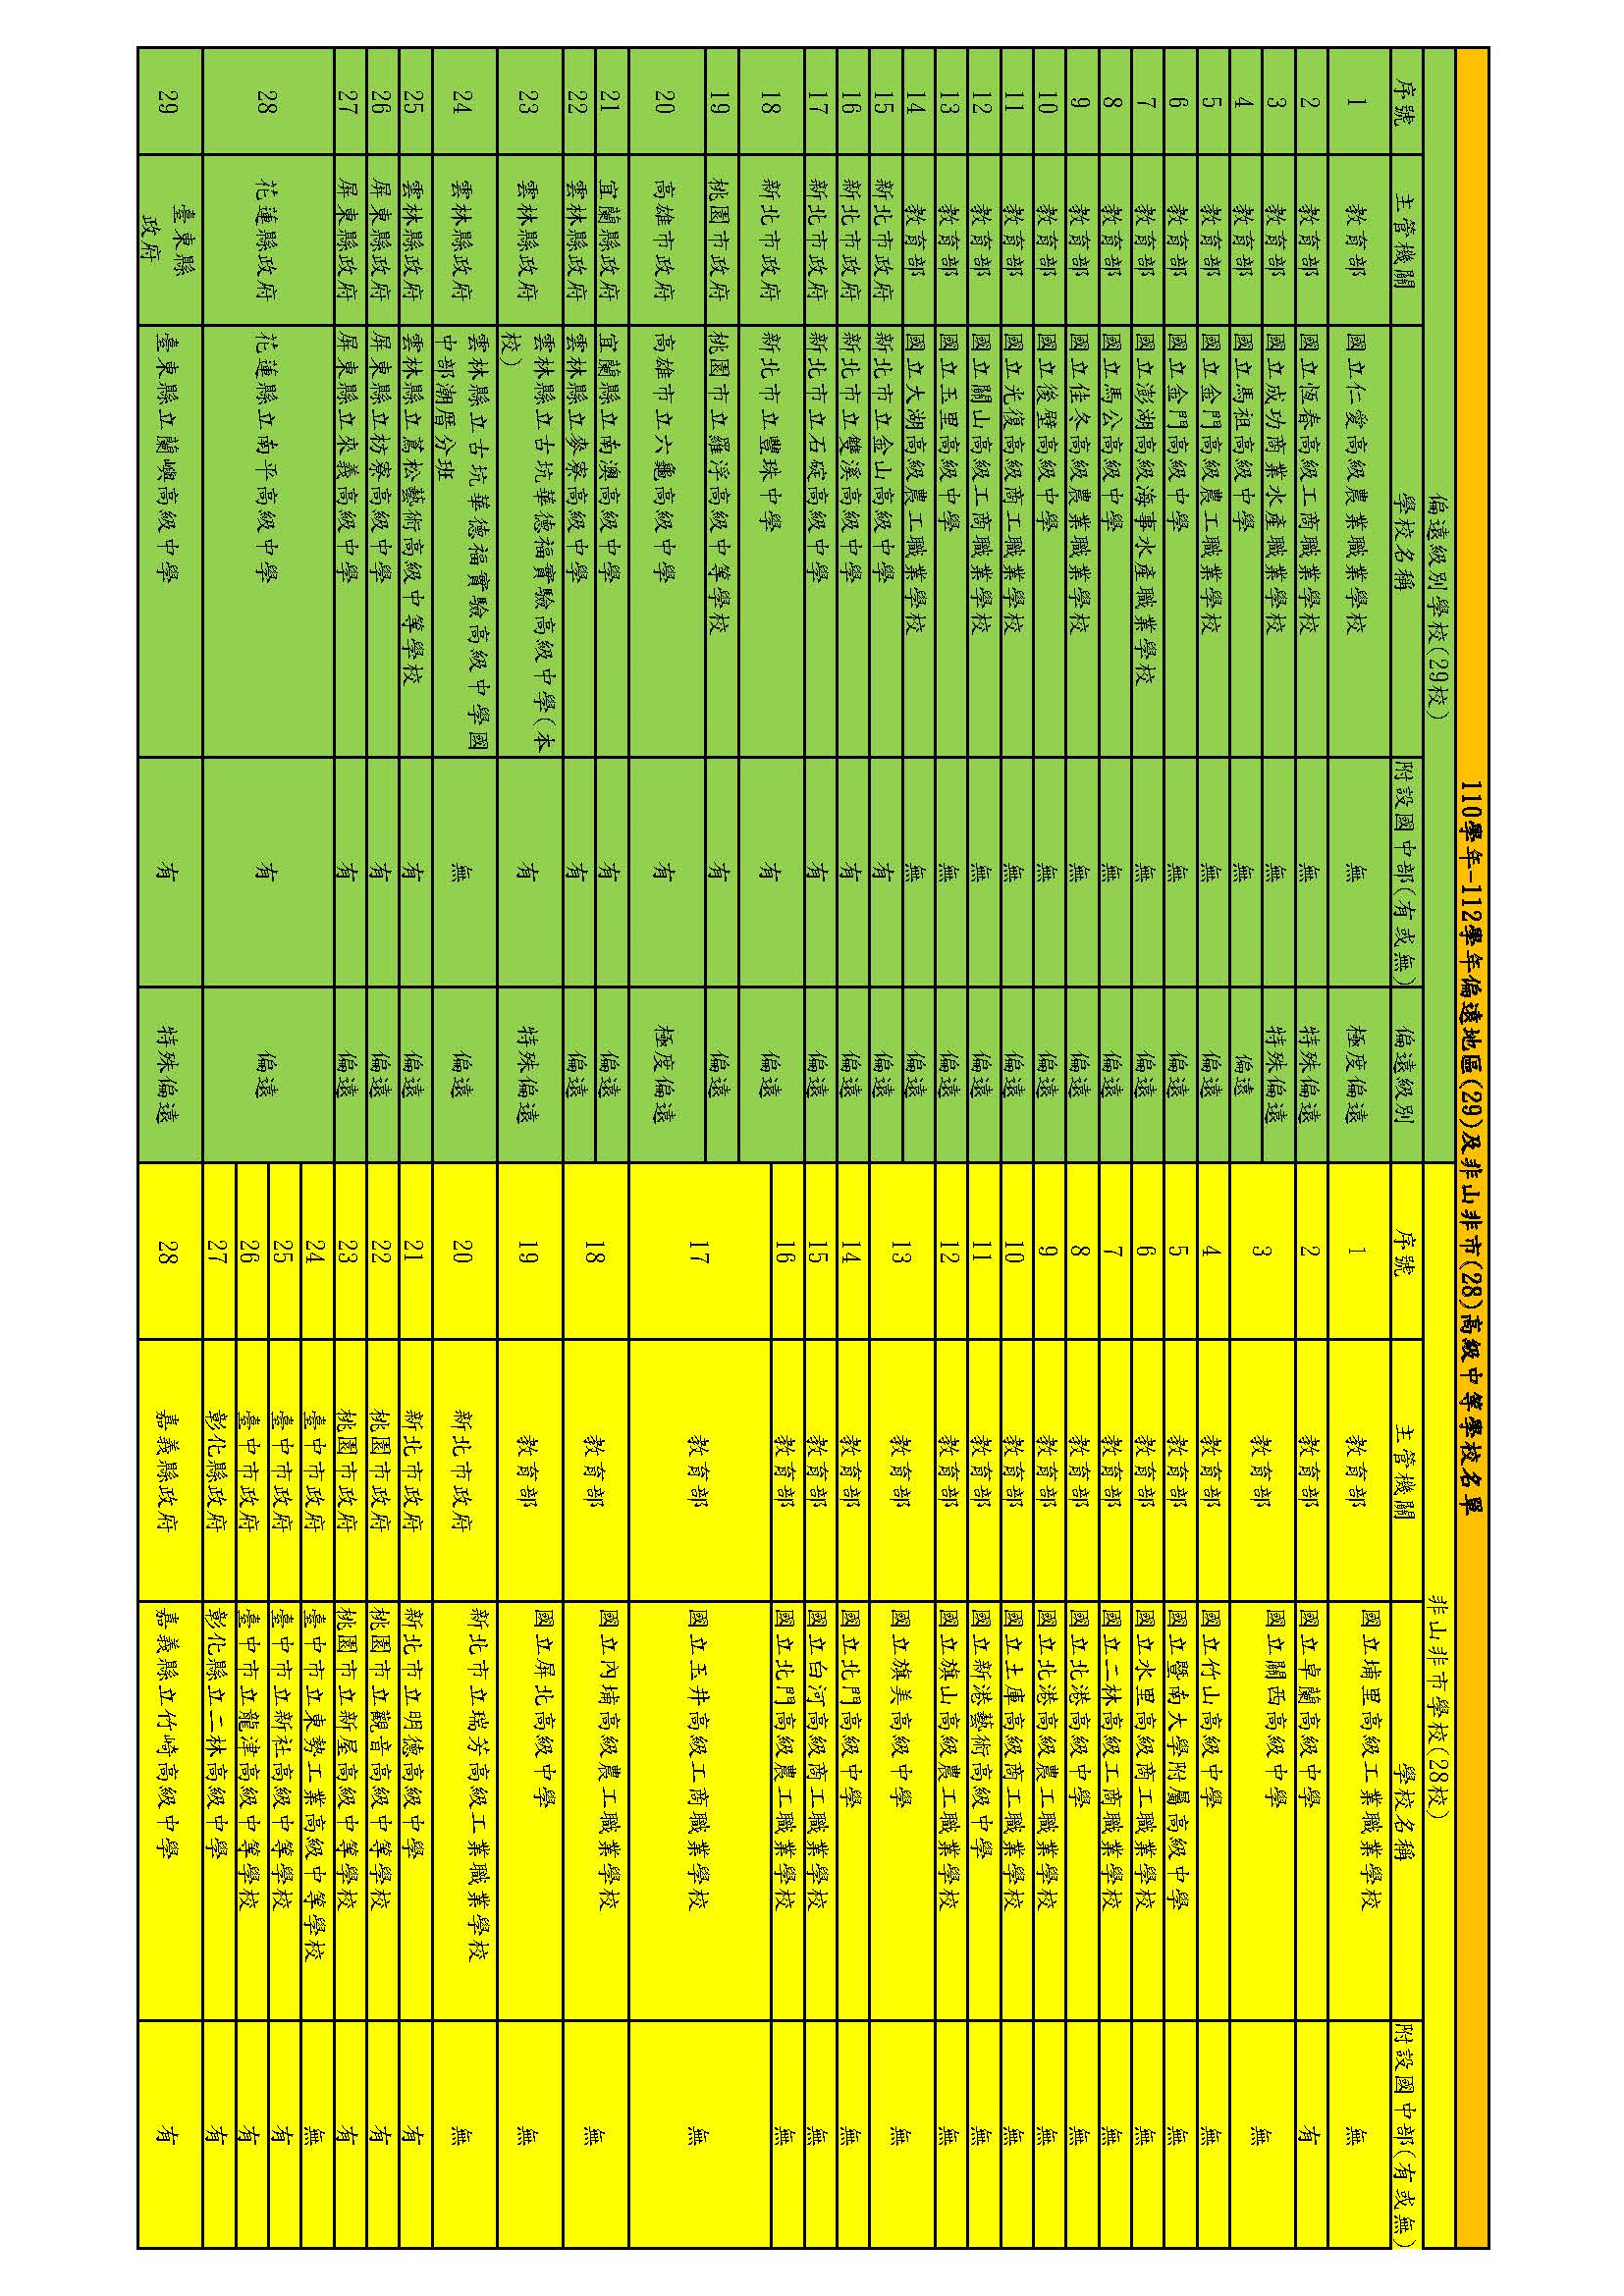 110學年-112學年偏遠地區(29)及非山非市(28)高級中等學校名單
偏遠級別學校(29校) 非山非市學校(28校)
序號 主管機關 學校名稱 附設國中部(有或無) 偏遠級別 序號 主管機關 學校名稱 附設國中部(有或無)
1 教育部 國立仁愛高級農業職業學校 無 極度偏遠 1 教育部 國立埔里高級工業職業學校 無
2 教育部 國立恆春高級工商職業學校 無 特殊偏遠 2 教育部 國立卓蘭高級中學 有
3 教育部 國立成功商業水產職業學校 無 特殊偏遠 3 教育部 國立關西高級中學 無
4 教育部 國立馬祖高級中學 無 偏遠
5 教育部 國立金門高級農工職業學校 無 偏遠 4 教育部 國立竹山高級中學 無
6 教育部 國立金門高級中學 無 偏遠 5 教育部 國立暨南大學附屬高級中學 無
7 教育部 國立澎湖高級海事水產職業學校 無 偏遠 6 教育部 國立水里高級商工職業學校 無
8 教育部 國立馬公高級中學 無 偏遠 7 教育部 國立二林高級工商職業學校 無
9 教育部 國立佳冬高級農業職業學校 無 偏遠 8 教育部 國立北港高級中學 無
10 教育部 國立後壁高級中學 無 偏遠 9 教育部 國立北港高級農工職業學校 無
11 教育部 國立光復高級商工職業學校 無 偏遠 10 教育部 國立土庫高級商工職業學校 無
12 教育部 國立關山高級工商職業學校 無 偏遠 11 教育部 國立新港藝術高級中學 無
13 教育部 國立玉里高級中學 無 偏遠 12 教育部 國立旗山高級農工職業學校 無
14 教育部 國立大湖高級農工職業學校 無 偏遠 13 教育部 國立旗美高級中學 無
15 新北市政府 新北市立金山高級中學 有 偏遠
16 新北市政府 新北市立雙溪高級中學 有 偏遠 14 教育部 國立北門高級中學 無
17 新北市政府 新北市立石碇高級中學 有 偏遠 15 教育部 國立白河高級商工職業學校 無
18 新北市政府 新北市立豐珠中學 有 偏遠 16 教育部 國立北門高級農工職業學校 無
19 桃園市政府 桃園市立羅浮高級中等學校 有 偏遠 17 教育部 國立玉井高級工商職業學校 無
20 高雄市政府 高雄市立六龜高級中學 有 極度偏遠
21 宜蘭縣政府 宜蘭縣立南澳高級中學 有 偏遠 18 教育部 國立內埔高級農工職業學校 無
22 雲林縣政府 雲林縣立麥寮高級中學 有 偏遠
23 雲林縣政府 雲林縣立古坑華德福實驗高級中學(本
校) 有 特殊偏遠 19 教育部 國立屏北高級中學 無
24 雲林縣政府 雲林縣立古坑華德福實驗高級中學國
中部潮厝分班 無 偏遠 20 新北市政府 新北市立瑞芳高級工業職業學校 無
25 雲林縣政府 雲林縣立蔦松藝術高級中等學校 有 偏遠 21 新北市政府 新北市立明德高級中學 有
26 屏東縣政府 屏東縣立枋寮高級中學 有 偏遠 22 桃園市政府 桃園市立觀音高級中等學校 有
27 屏東縣政府 屏東縣立來義高級中學 有 偏遠 23 桃園市政府 桃園市立新屋高級中等學校 有
28 花蓮縣政府 花蓮縣立南平高級中學 有 偏遠 24 臺中市政府 臺中市立東勢工業高級中等學校 無
25 臺中市政府 臺中市立新社高級中等學校 有
26 臺中市政府 臺中市立龍津高級中等學校 有
27 彰化縣政府 彰化縣立二林高級中學 有
29 臺東縣
政府 臺東縣立蘭嶼高級中學 有 特殊偏遠 28 嘉義縣政府 嘉義縣立竹崎高級中學 有